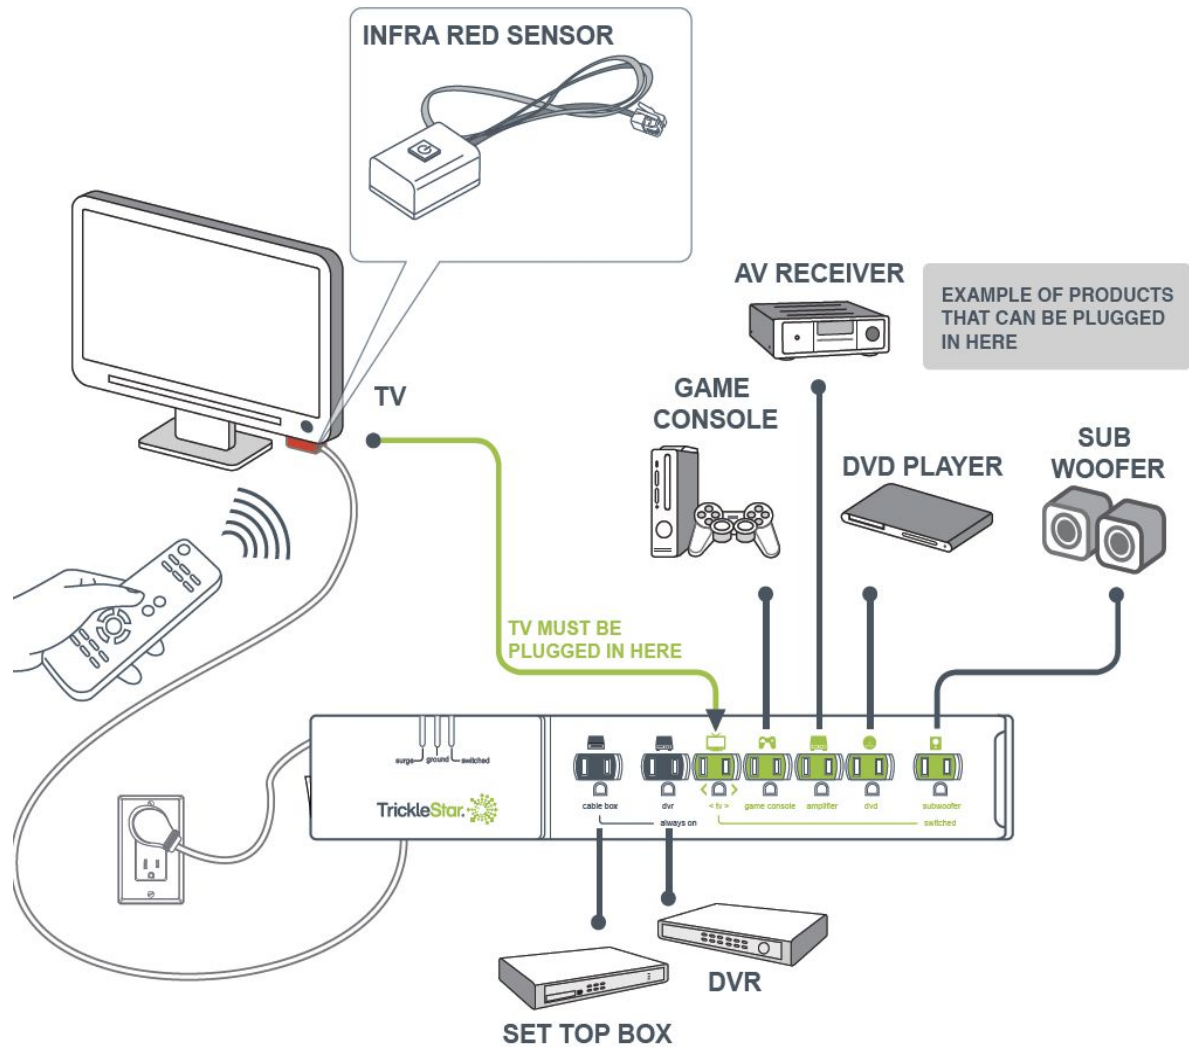 INFRA RED SENSOR
AV RECEIVER
EXAMPLE OF PRODUCTS
THAT CAN BE PLUGGED
IN HERE
TV
GAME
CONSOLE
DVD PLAYER
SUB
WOOFER
TV MUST BE
PLUGGED IN HERE
surge
ground
switched
TrickleStar.
cable box
dvr
< tv >
game console
amplifier
dvd
subwoofer
always on
switched
DVR
SET TOP BOX